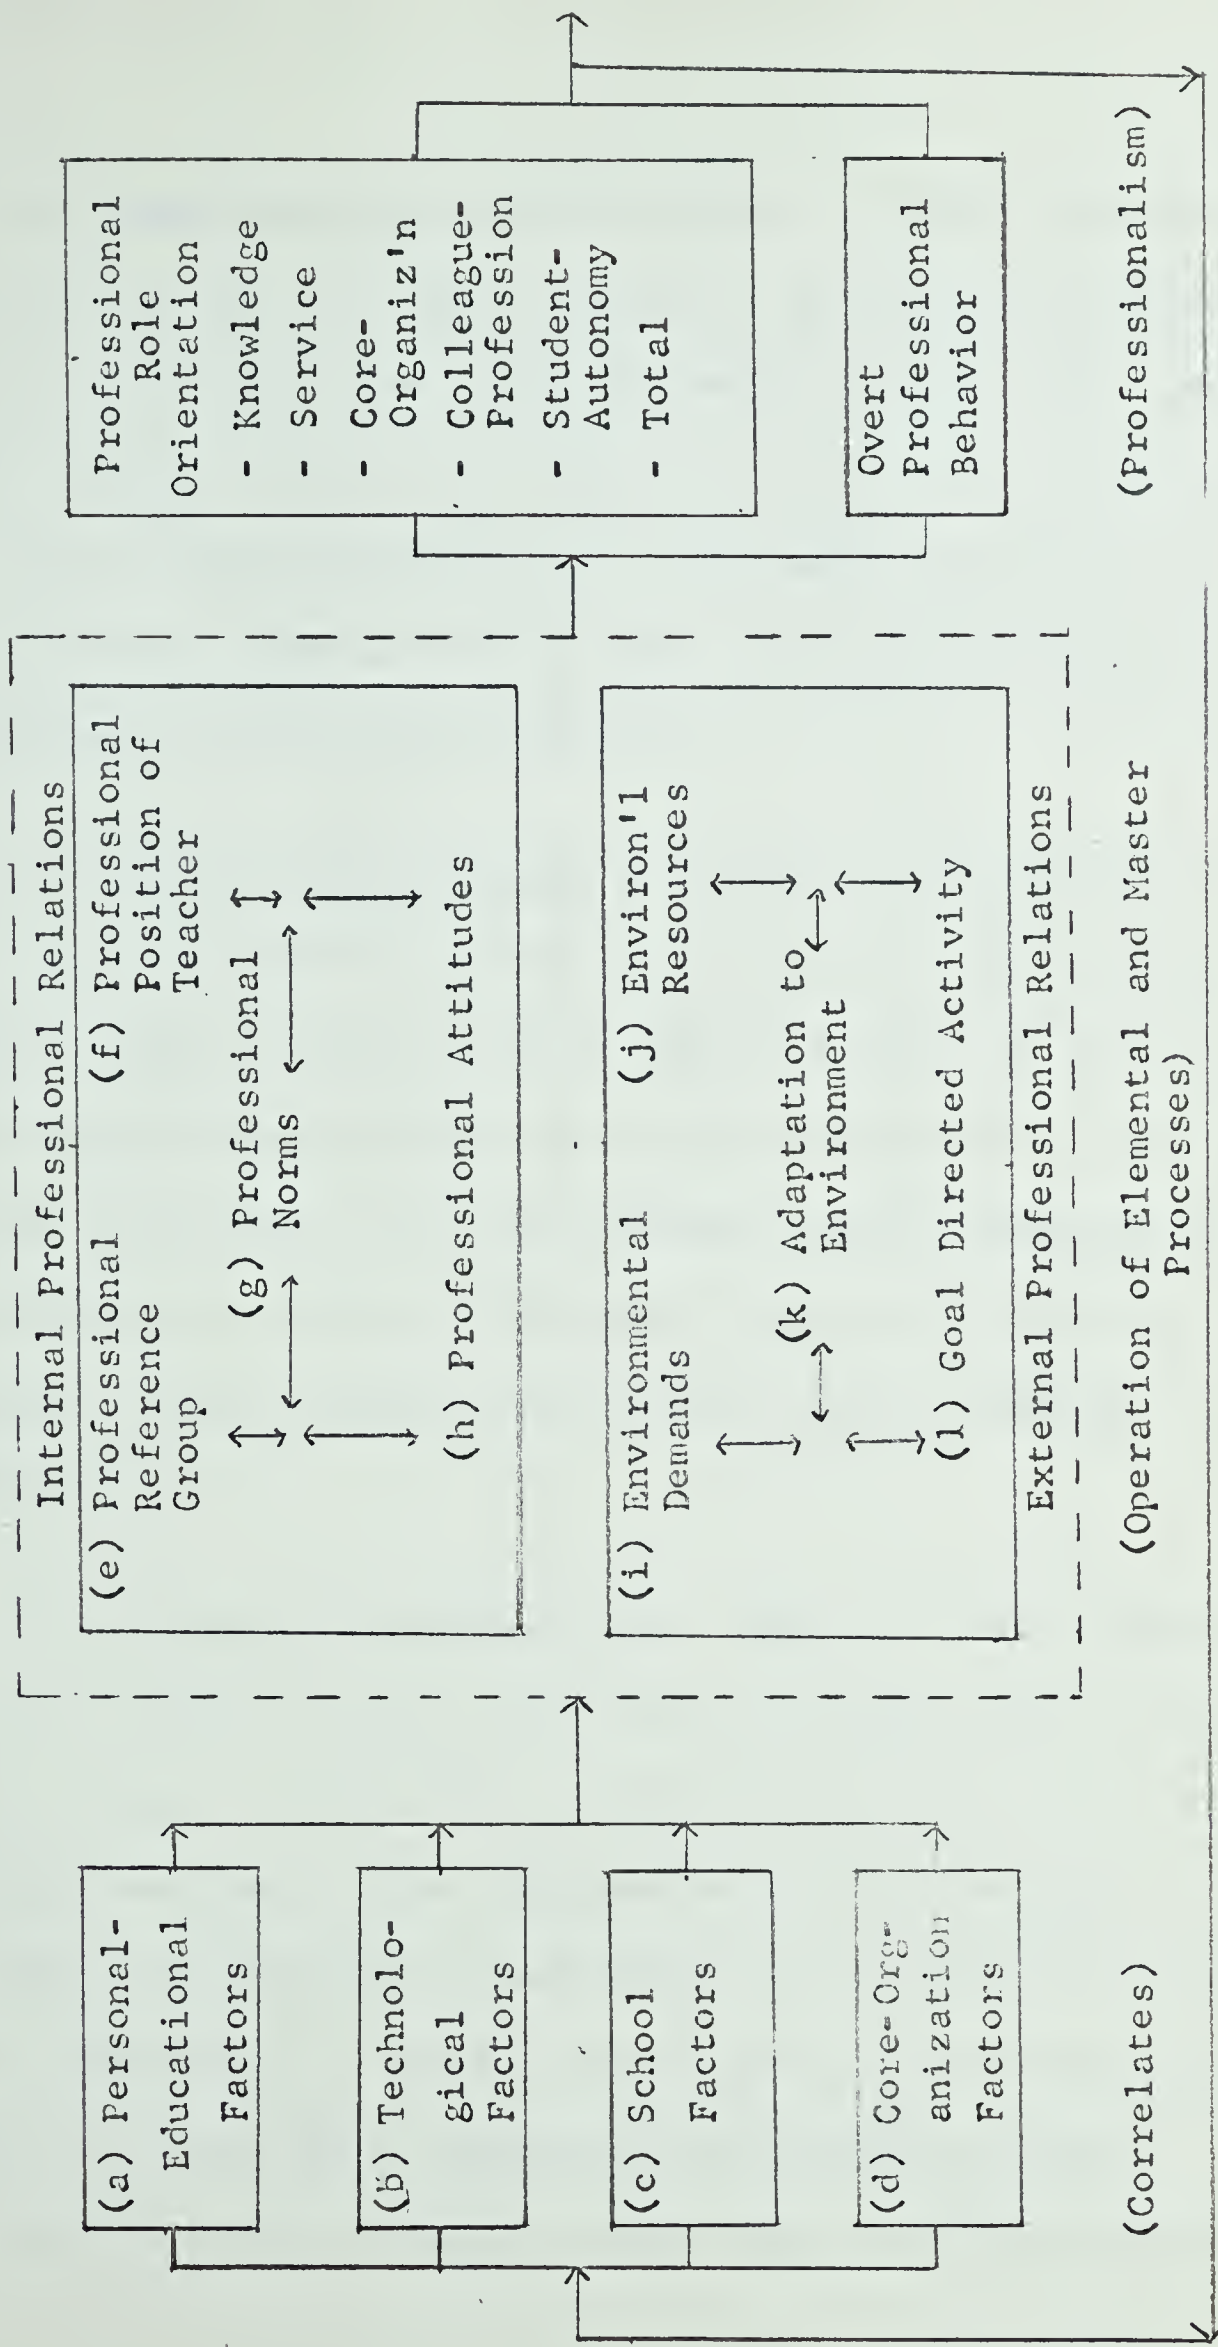 (a) Personal-
Educational
Factors
(b) Technolo-
gical
Factors
(c) School
Factors
(d) Core-Org-
anization
Factors
(Correlates)
Internal Professional Relations
(e) Professional
Reference
Group
(f) Professional
Position of
Teacher
(g) Professional
Norms
(h) Professional Attitudes
(i) Environmental
Demands
(j) Environ'l
Resources
(k) Adaptation to
Environment
(l) Goal Directed Activity
External Professional Relations
(Operation of Elemental and Master
Processes)
Professional
Role
Orientation
- Knowledge
- Service
- Core-
Organiz'n
- Colleague-
Profession
- Student-
Autonomy
- Total
Overt
Professional
Behavior
(Professionalism)